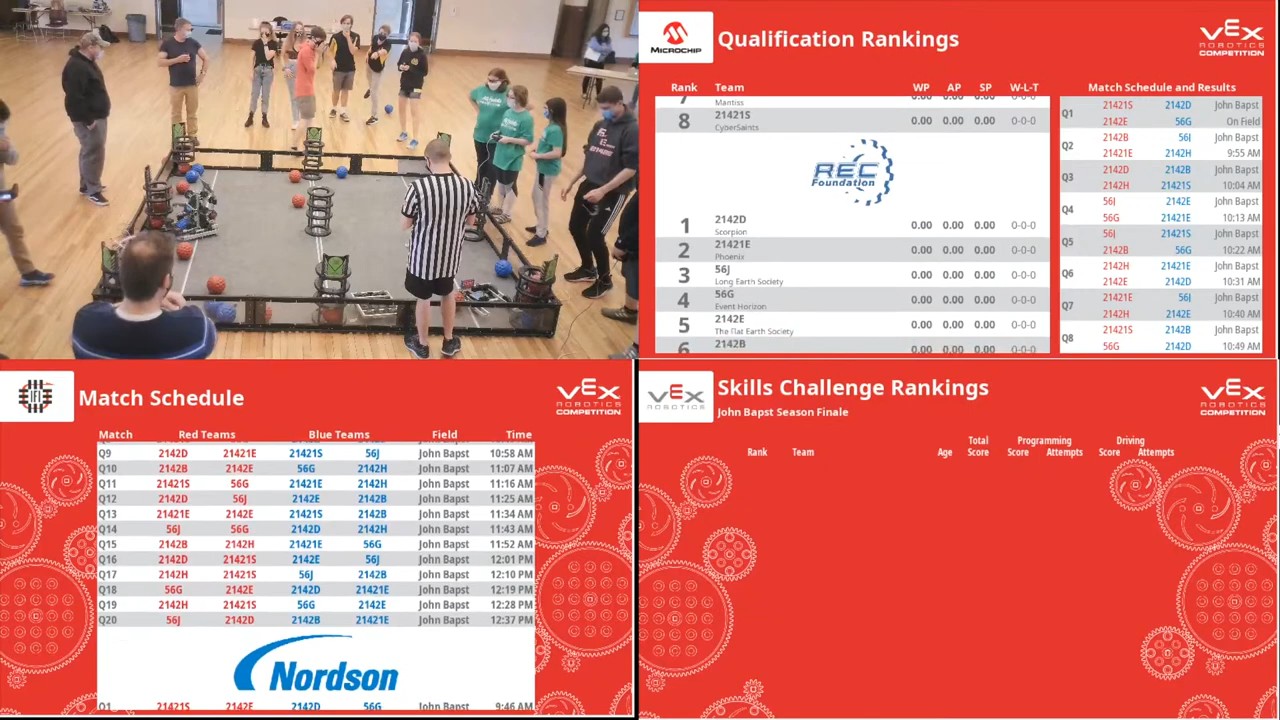 MICROCHIP
Qualification Rankings
VEX
ROBOTICS
COMPETITION
Rank Team WP AP SP W-L-T
7 Mantiss 0.00 0.00 0.00 0-0-0
8 21421S 0.00 0.00 0.00 0-0-0
CyberSaints
REC
Foundation
1 2142D 0.00 0.00 0.00 0-0-0
Scorpion
2 21421E 0.00 0.00 0.00 0-0-0
Phoenix
3 56J 0.00 0.00 0.00 0-0-0
Long Earth Society
4 56G 0.00 0.00 0.00 0-0-0
Event Horizon
5 2142E 0.00 0.00 0.00 0-0-0
The Flat Earth Society
6 2142B 0.00 0.00 0.00 0-0-0
Match Schedule and Results
Q1 21421S 2142D John Bapst
2142E 56G On Field
Q2 2142B 56J John Bapst
21421E 2142H 9:55 AM
Q3 2142D 2142B John Bapst
2142H 21421S 10:04 AM
Q4 56J 2142E John Bapst
56G 21421E 10:13 AM
Q5 56J 21421S John Bapst
2142B 56G 10:22 AM
Q6 2142H 21421E John Bapst
2142E 2142D 10:31 AM
Q7 21421E 56J John Bapst
2142H 56G 10:40 AM
Q8 21421S 2142B John Bapst
56G 2142D 10:49 AM
IFI
Match Schedule
VEX
ROBOTICS
COMPETITION
Match Red Teams Blue Teams Field Time
Q9 2142D 21421E 21421S 56J John Bapst 10:58 AM
Q10 2142B 2142E 56G 2142H John Bapst 11:07 AM
Q11 21421S 56G 21421E 2142H John Bapst 11:16 AM
Q12 2142D 56J 2142E 2142B John Bapst 11:25 AM
Q13 21421E 2142E 21421S 2142B John Bapst 11:34 AM
Q14 56J 56G 2142D 2142H John Bapst 11:43 AM
Q15 2142B 2142H 21421E 56G John Bapst 11:52 AM
Q16 2142D 21421S 2142E 56J John Bapst 12:01 PM
Q17 2142H 21421S 56J 2142B John Bapst 12:10 PM
Q18 56G 2142E 2142D 21421E John Bapst 12:19 PM
Q19 2142H 21421S 56G 2142E John Bapst 12:28 PM
Q20 56J 2142D 2142B 21421E John Bapst 12:37 PM
Nordson
Q1 21421S 2142E 2142D 56G John Bapst 9:46 AM
VEX
ROBOTICS
Skills Challenge Rankings
John Bapst Season Finale
VEX
ROBOTICS
COMPETITION
Total Programming Driving
Rank Team Age Score Score Attempts Score Attempts